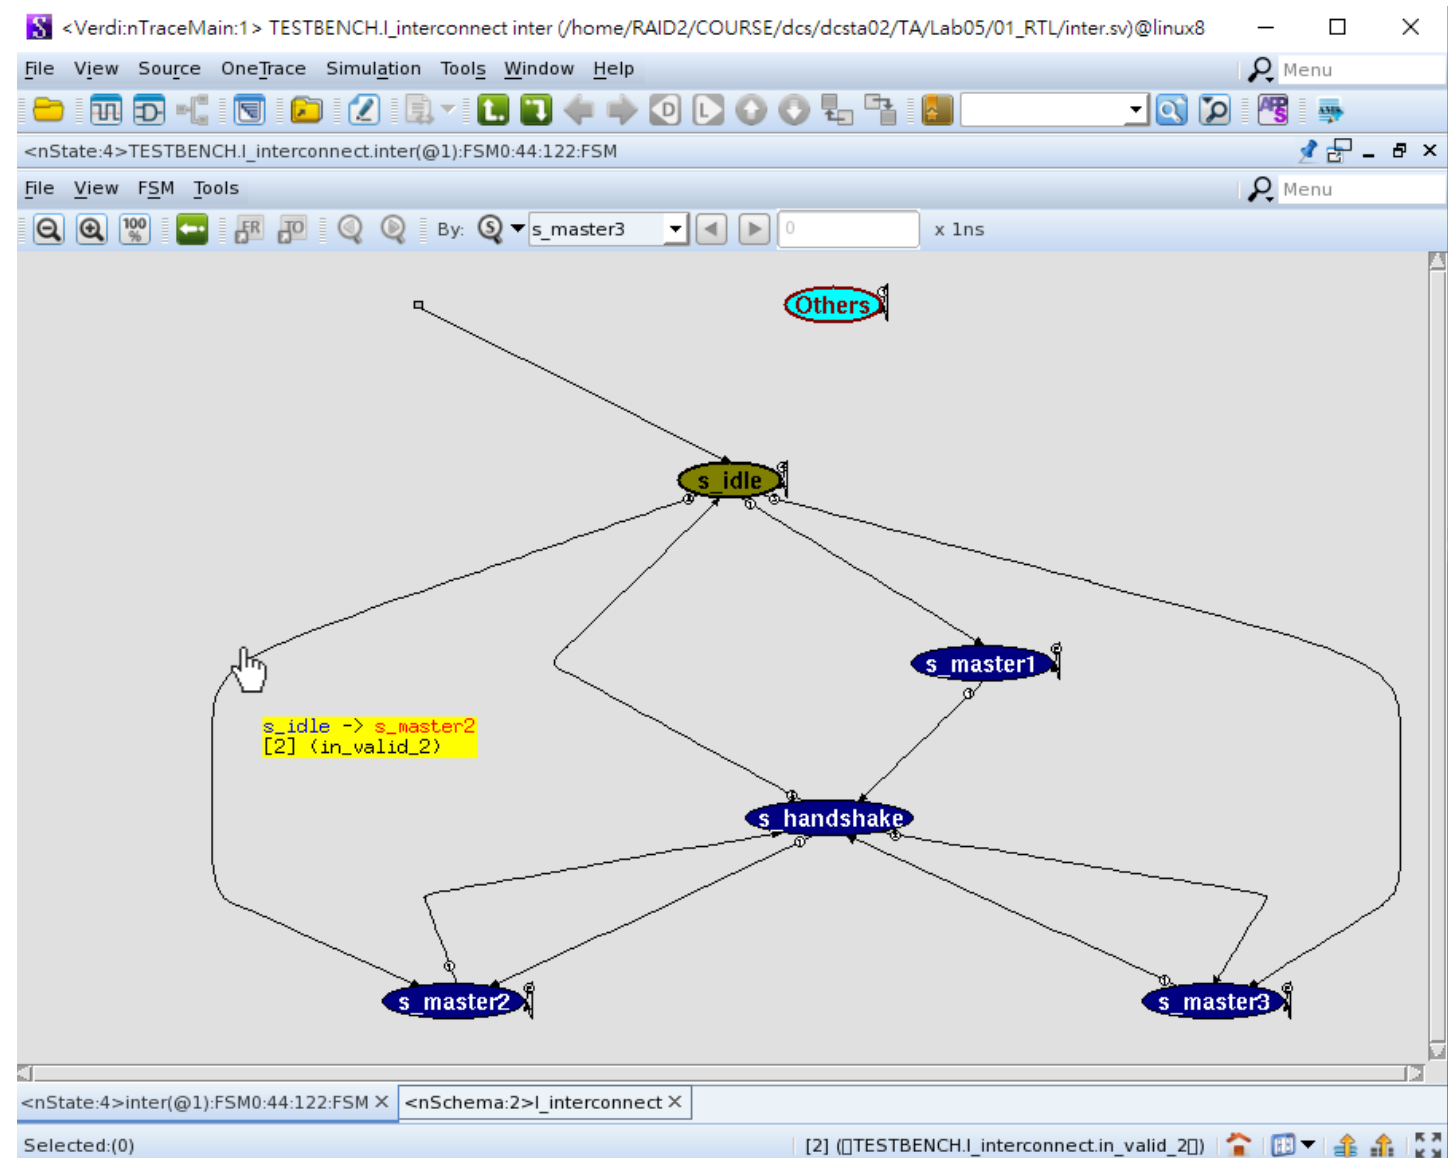 <Verdi:nTraceMain:1> TESTBENCH.I_interconnect inter (/home/RAID2/COURSE/dcs/dcsta02/TA/Lab05/01_RTL/inter.sv)@linux8
File View Source OneTrace Simulation Tools Window Help Menu
<nState:4>TESTBENCH.I_interconnect.inter(@1):FSM0:44:122:FSM
File View FSM Tools Menu
100 % FR TO By: S s_master3 0 x 1ns
Others
s_idle
s_master1
s_idle -> s_master2
[2] (in_valid_2)
s_handshake
s_master2 s_master3
<nState:4>inter(@1):FSM0:44:122:FSM <nSchema:2>I_interconnect
Selected:(0) [2] (▯TESTBENCH.I_interconnect.in_valid_2▯)